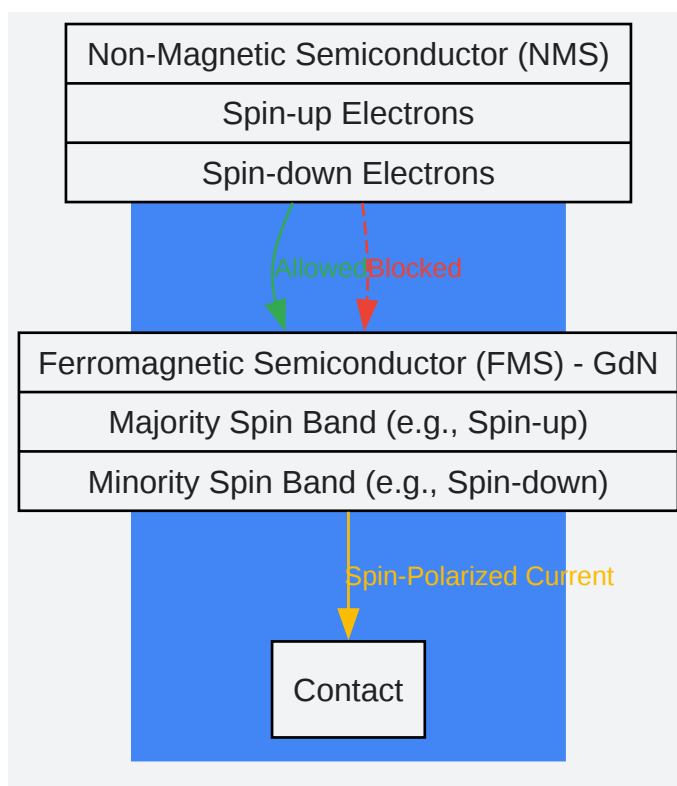 Non-Magnetic Semiconductor (NMS)
Spin-up Electrons
Spin-down Electrons
Allowed
Blocked
Ferromagnetic Semiconductor (FMS) - GdN
Majority Spin Band (e.g., Spin-up)
Minority Spin Band (e.g., Spin-down)
Spin-Polarized Current
Contact